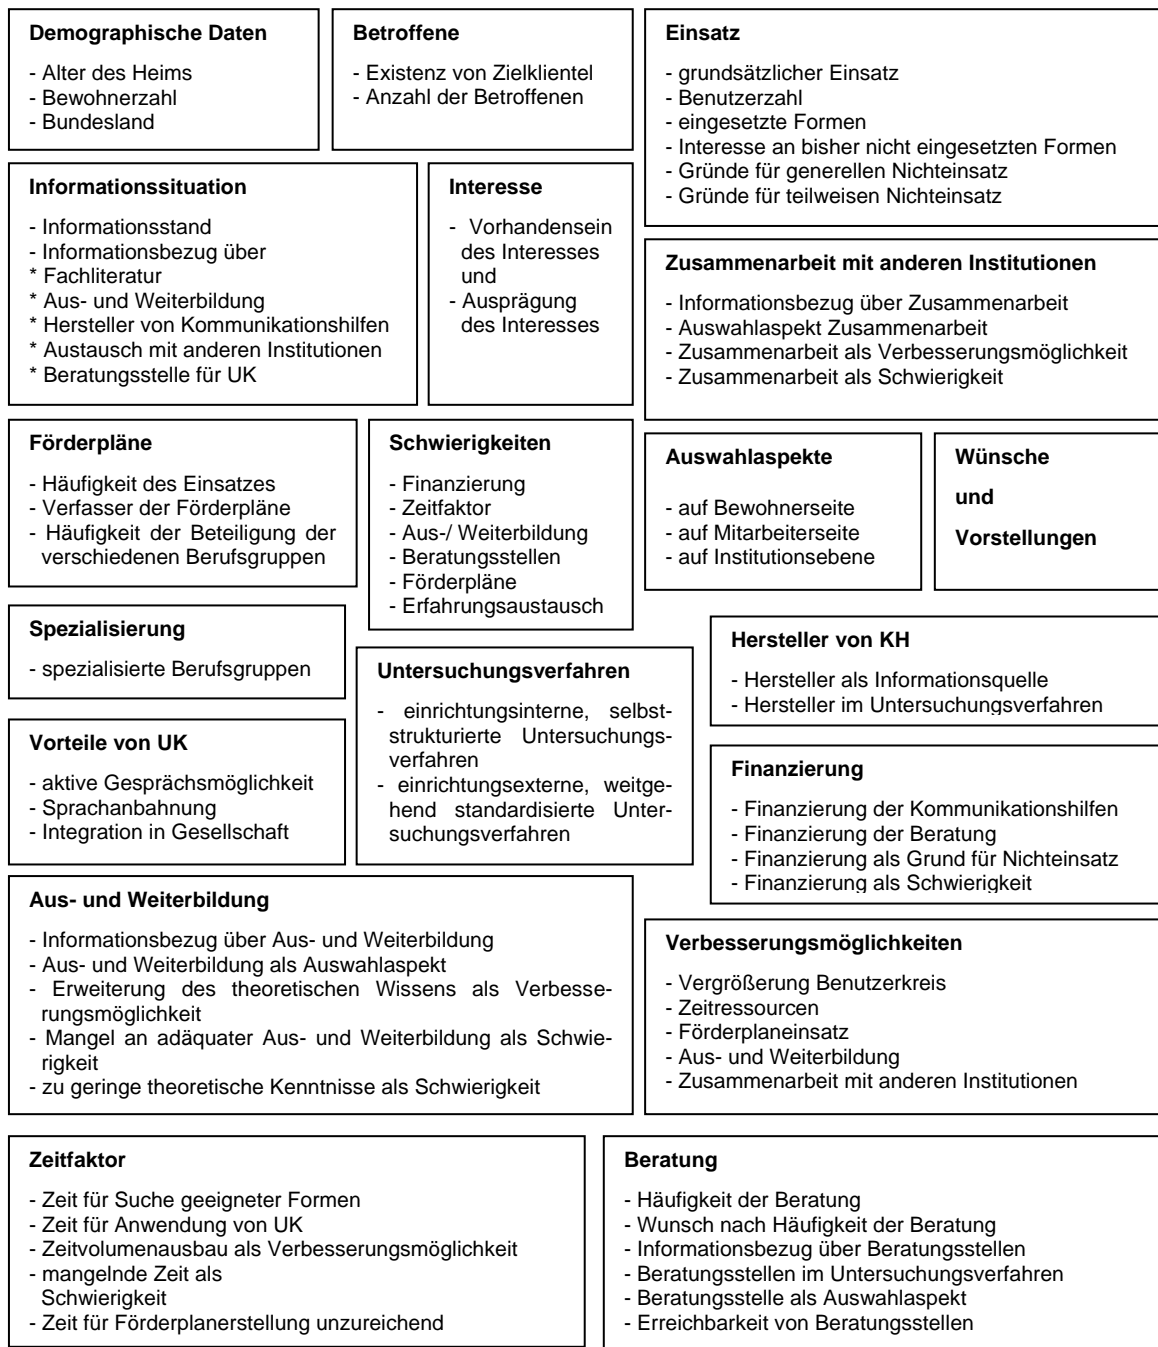 Demographische Daten
- Alter des Heims
- Bewohnerzahl
- Bundesland
Betroffene
- Existenz von Zielklientel
- Anzahl der Betroffenen
Einsatz
- grundsätzlicher Einsatz
- Benutzerzahl
- eingesetzte Formen
- Interesse an bisher nicht eingesetzten Formen
- Gründe für generellen Nichteinsatz
- Gründe für teilweisen Nichteinsatz
Informationssituation
- Informationsstand
- Informationsbezug über
* Fachliteratur
* Aus- und Weiterbildung
* Hersteller von Kommunikationshilfen
* Austausch mit anderen Institutionen
* Beratungsstelle für UK
Interesse
- Vorhandensein
des Interesses
und
- Ausprägung
des Interesses
Zusammenarbeit mit anderen Institutionen
- Informationsbezug über Zusammenarbeit
- Auswahlaspekt Zusammenarbeit
- Zusammenarbeit als Verbesserungsmöglichkeit
- Zusammenarbeit als Schwierigkeit
Förderpläne
- Häufigkeit des Einsatzes
- Verfasser der Förderpläne
- Häufigkeit der Beteiligung der
verschiedenen Berufsgruppen
Schwierigkeiten
- Finanzierung
- Zeitfaktor
- Aus-/ Weiterbildung
- Beratungsstellen
- Förderpläne
- Erfahrungsaustausch
Auswahlaspekte
- auf Bewohnerseite
- auf Mitarbeiterseite
- auf Institutionsebene
Wünsche
und
Vorstellungen
Spezialisierung
- spezialisierte Berufsgruppen
Untersuchungsverfahren
- einrichtungsinterne, selbst-
strukturierte Untersuchungs-
verfahren
- einrichtungsexterne, weitge-
hend standardisierte Unter-
suchungsverfahren
Hersteller von KH
- Hersteller als Informationsquelle
- Hersteller im Untersuchungsverfahren
Vorteile von UK
- aktive Gesprächsmöglichkeit
- Sprachanbahnung
- Integration in Gesellschaft
Finanzierung
- Finanzierung der Kommunikationshilfen
- Finanzierung der Beratung
- Finanzierung als Grund für Nichteinsatz
- Finanzierung als Schwierigkeit
Aus- und Weiterbildung
- Informationsbezug über Aus- und Weiterbildung
- Aus- und Weiterbildung als Auswahlaspekt
- Erweiterung des theoretischen Wissens als Verbesse-
rungsmöglichkeit
- Mangel an adäquater Aus- und Weiterbildung als Schwie-
rigkeit
- zu geringe theoretische Kenntnisse als Schwierigkeit
Verbesserungsmöglichkeiten
- Vergrößerung Benutzerkreis
- Zeitressourcen
- Förderplaneinsatz
- Aus- und Weiterbildung
- Zusammenarbeit mit anderen Institutionen
Zeitfaktor
- Zeit für Suche geeigneter Formen
- Zeit für Anwendung von UK
- Zeitvolumenausbau als Verbesserungsmöglichkeit
- mangelnde Zeit als
Schwierigkeit
- Zeit für Förderplanerstellung unzureichend
Beratung
- Häufigkeit der Beratung
- Wunsch nach Häufigkeit der Beratung
- Informationsbezug über Beratungsstellen
- Beratungsstellen im Untersuchungsverfahren
- Beratungsstelle als Auswahlaspekt
- Erreichbarkeit von Beratungsstellen